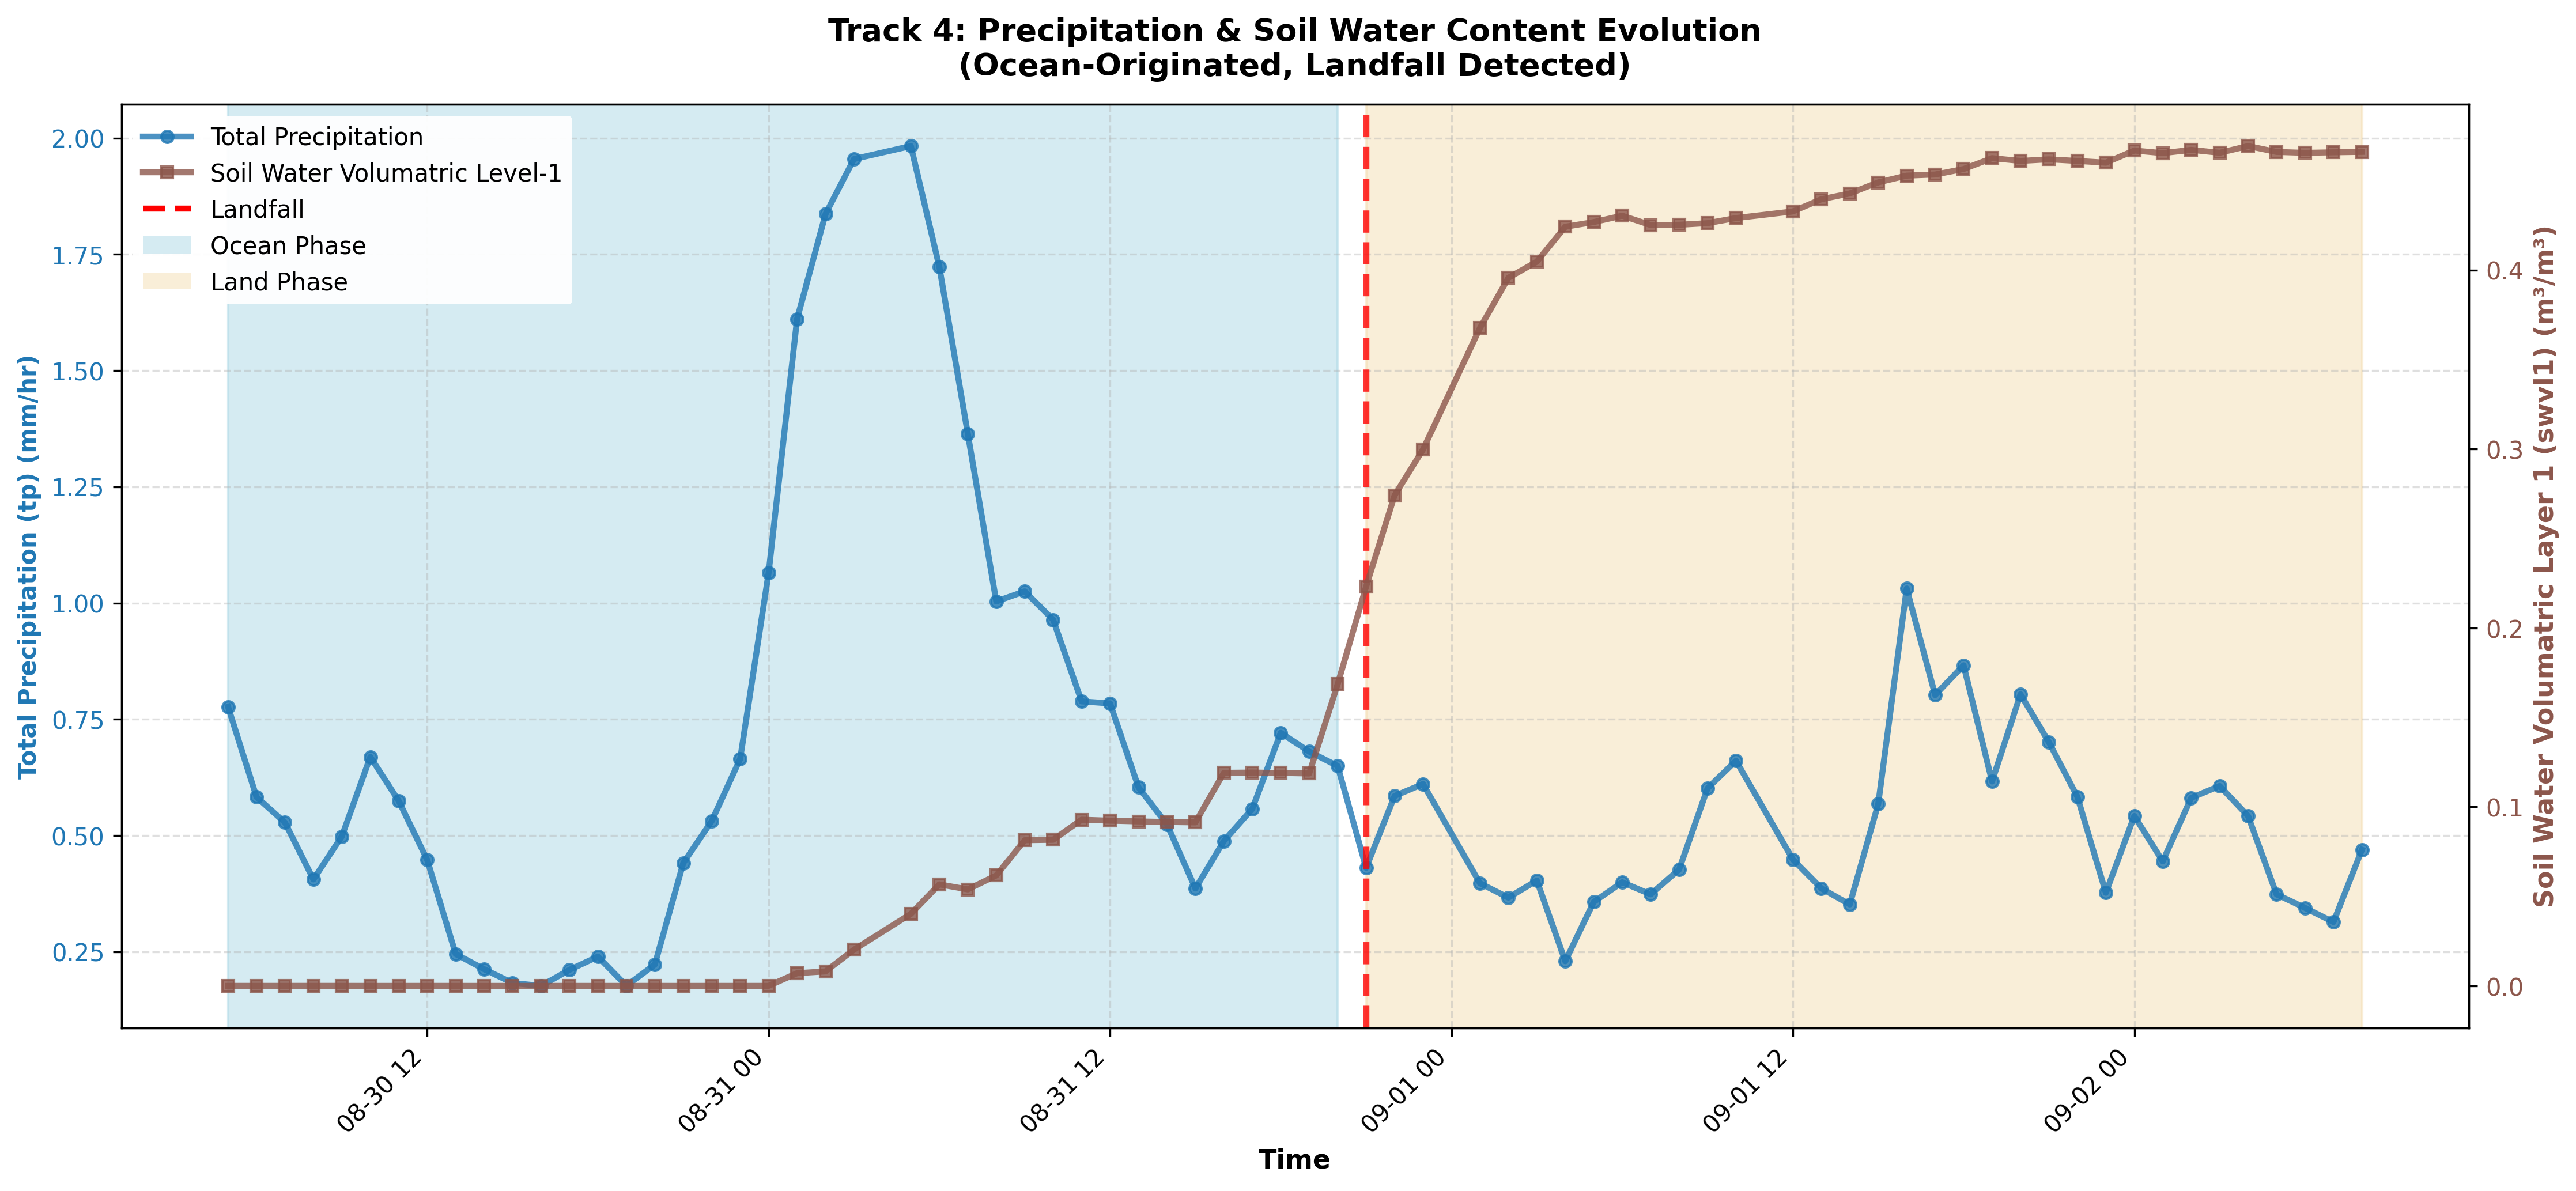 Track 4: Precipitation & Soil Water Content Evolution
(Ocean-Originated, Landfall Detected)
Total Precipitation
Soil Water Volumatric Level-1
Landfall
Ocean Phase
Land Phase
Total Precipitation (tp) (mm/hr)
2.00
1.75
1.50
1.25
1.00
0.75
0.50
0.25
Soil Water Volumatric Layer 1 (swvl1) (m³/m³)
0.4
0.3
0.2
0.1
0.0
08-30 12
08-31 00
08-31 12
09-01 00
09-01 12
09-02 00
Time